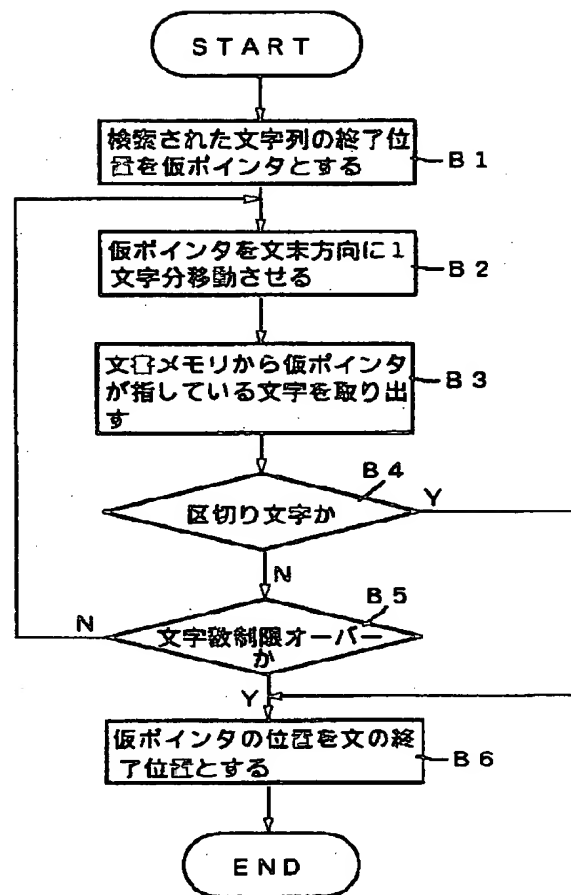 START
検索された文字列の終了位
置を仮ポインタとする
B1
仮ポインタを文末方向に1
文字分移動させる
B2
文書メモリから仮ポインタ
が指している文字を取り出
す
B3
B4
区切り文字か
Y
N
B5
文字数制限オーバー
か
N
Y
仮ポインタの位置を文の終
了位置とする
B6
END